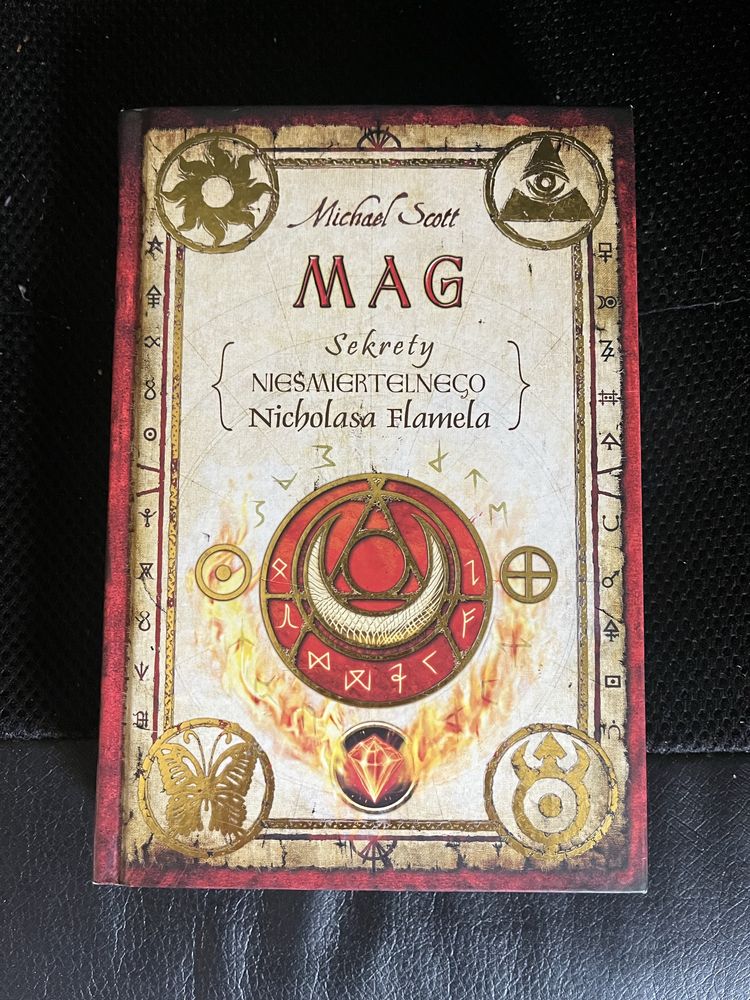 Michael Scott
MAG
Sekrety
NIEŚMIERTELNEGO
Nicholasa Flamela